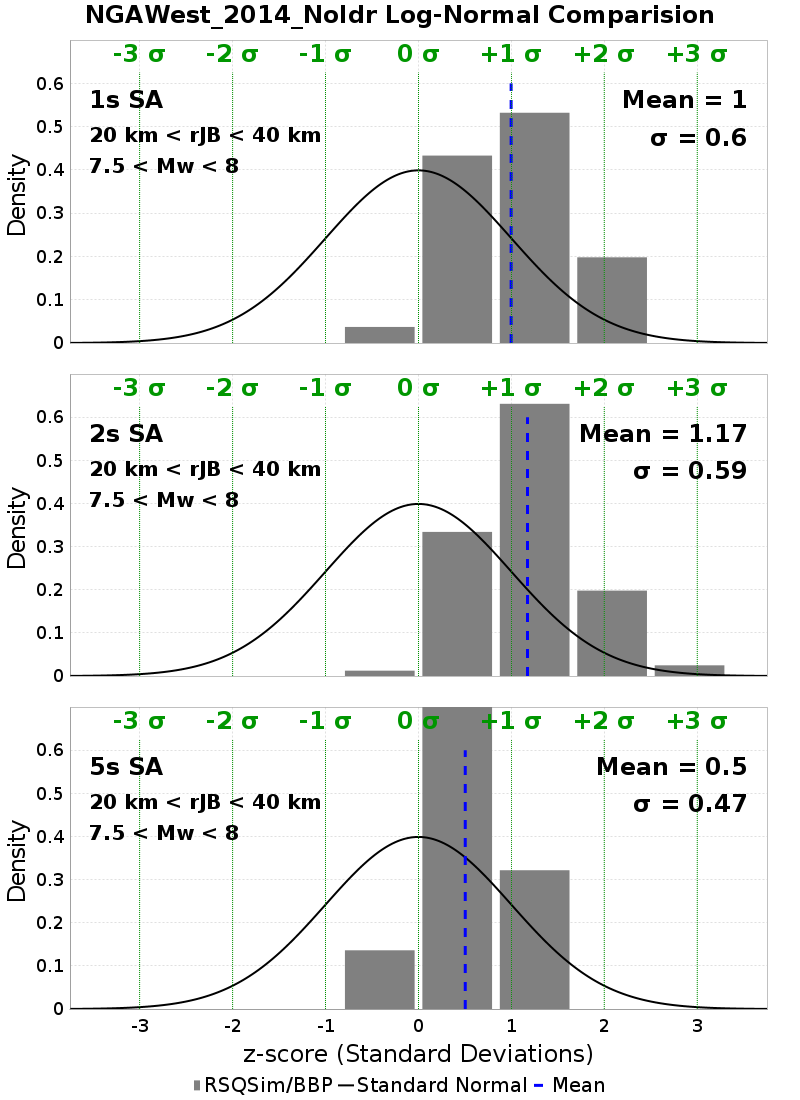 NGAWest_2014_NoIdr Log-Normal Comparision
-3 σ -2 σ -1 σ 0 σ +1 σ +2 σ +3 σ
1s SA
20 km < rJB < 40 km
7.5 < Mw < 8
Mean = 1
σ = 0.6
Density
0.6
0.5
0.4
0.3
0.2
0.1
0
-3 σ -2 σ -1 σ 0 σ +1 σ +2 σ +3 σ
2s SA
20 km < rJB < 40 km
7.5 < Mw < 8
Mean = 1.17
σ = 0.59
Density
0.6
0.5
0.4
0.3
0.2
0.1
0
-3 σ -2 σ -1 σ 0 σ +1 σ +2 σ +3 σ
5s SA
20 km < rJB < 40 km
7.5 < Mw < 8
Mean = 0.5
σ = 0.47
Density
0.6
0.5
0.4
0.3
0.2
0.1
0
-3 -2 -1 0 1 2 3
z-score (Standard Deviations)
RSQSim/BBP Standard Normal Mean